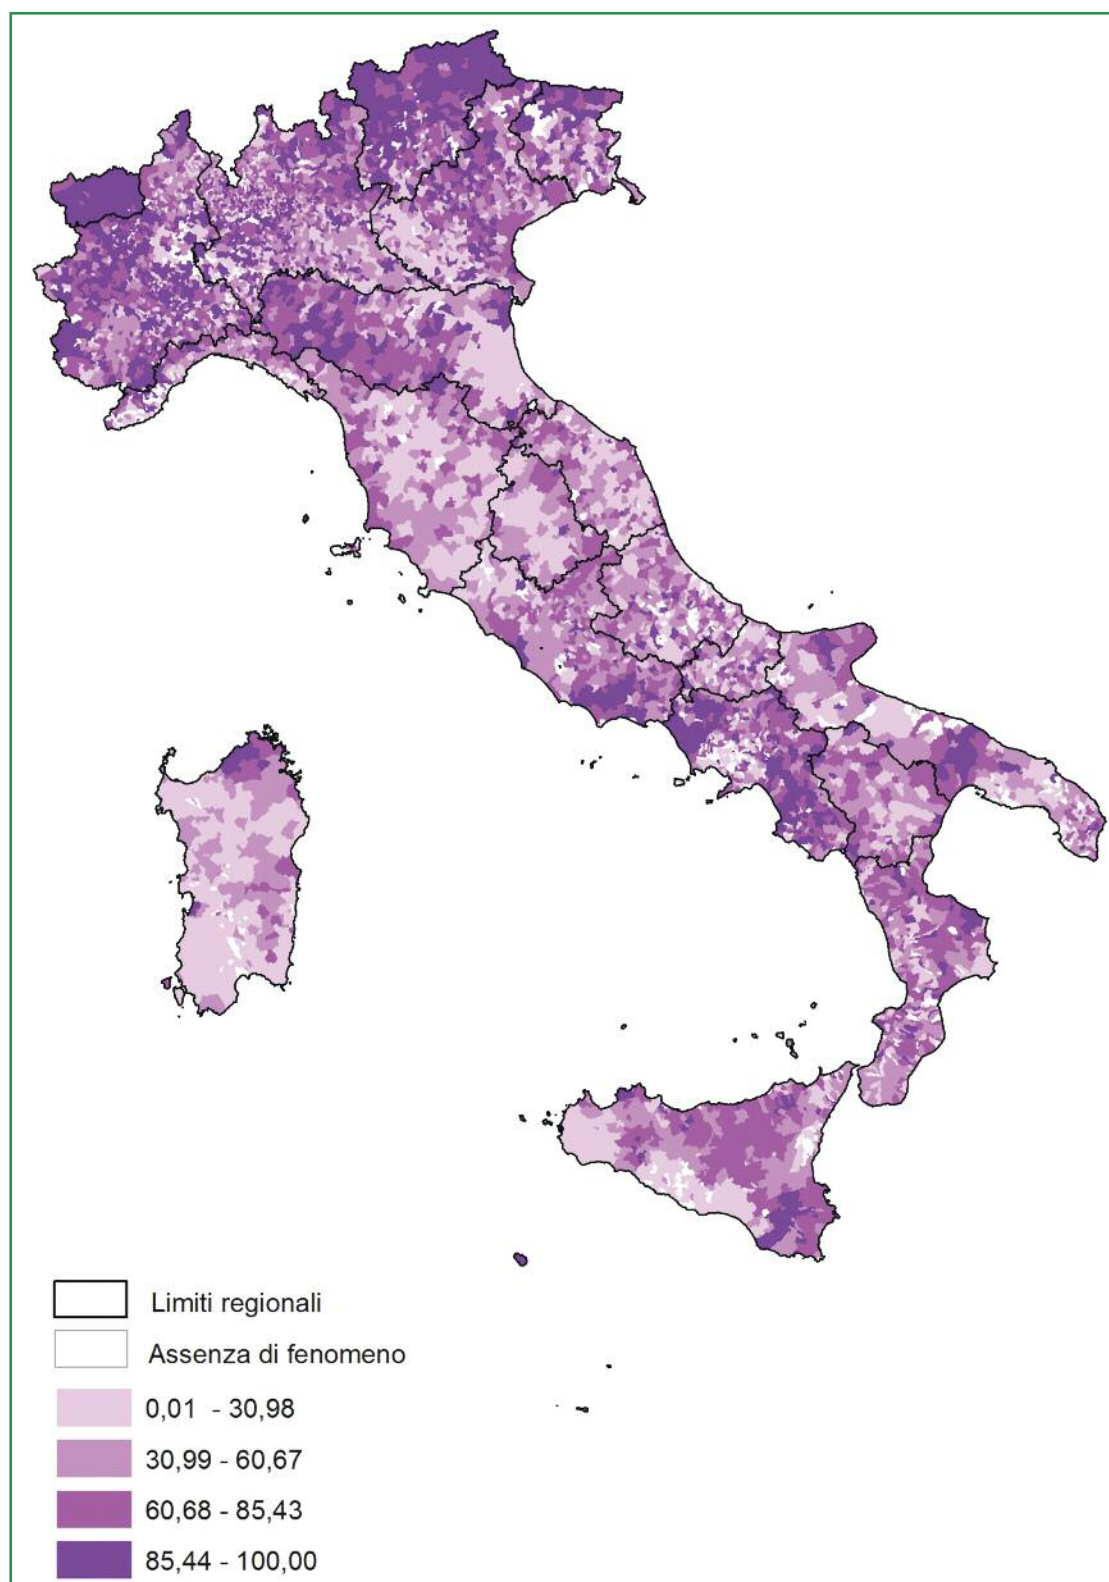 Limiti regionali
Assenza di fenomeno
0,01 - 30,98
30,99 - 60,67
60,68 - 85,43
85,44 - 100,00